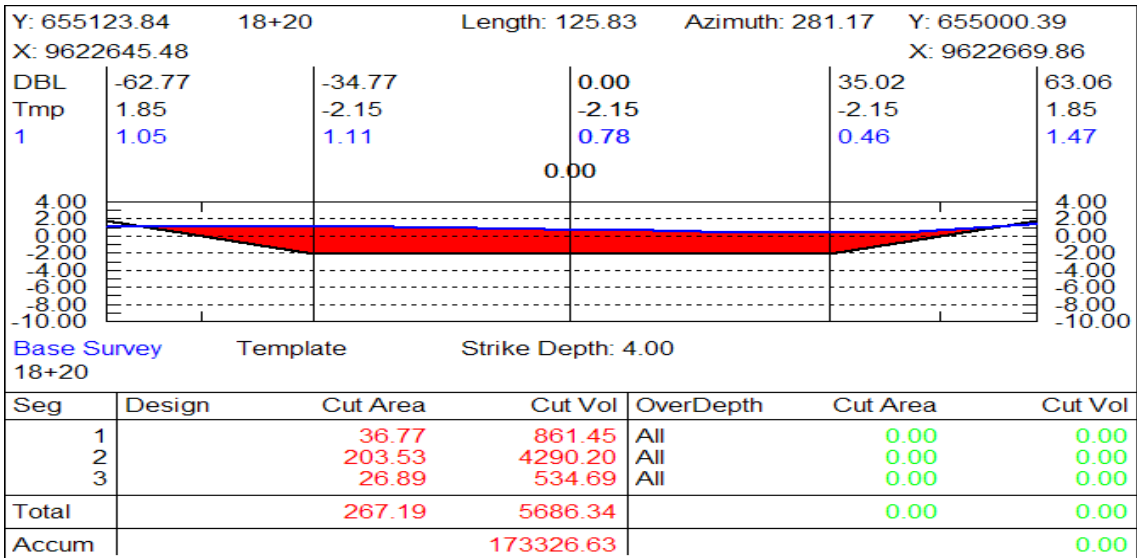 Y: 655123.84 18+20 Length: 125.83 Azimuth: 281.17 Y: 655000.39
X: 9622645.48 X: 9622669.86
DBL -62.77 -34.77 0.00 35.02 63.06
Tmp 1.85 -2.15 -2.15 -2.15 1.85
1 1.05 1.11 0.78 0.46 1.47
0.00
4.00 4.00
2.00 2.00
0.00 0.00
-2.00 -2.00
-4.00 -4.00
-6.00 -6.00
-8.00 -8.00
-10.00 -10.00
Base Survey Template Strike Depth: 4.00
18+20
Seg Design Cut Area Cut Vol OverDepth Cut Area Cut Vol
1 36.77 861.45 All 0.00 0.00
2 203.53 4290.20 All 0.00 0.00
3 26.89 534.69 All 0.00 0.00
Total 267.19 5686.34 0.00 0.00
Accum 173326.63 0.00